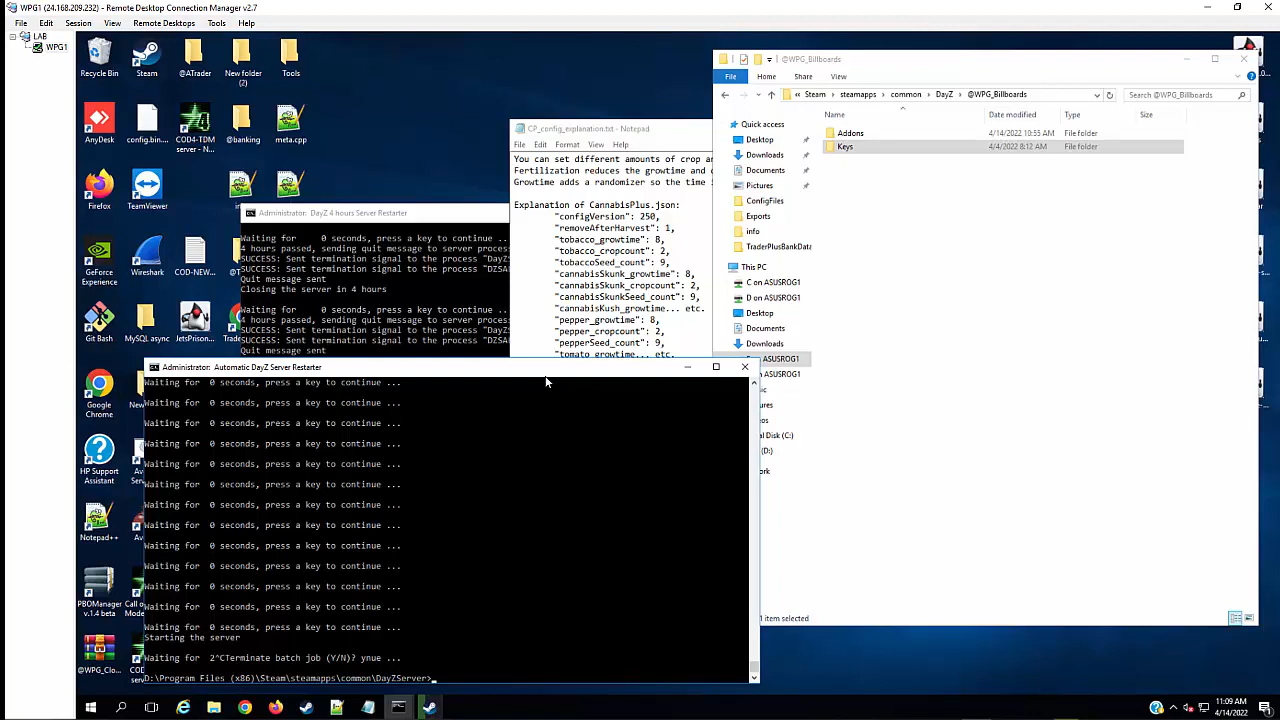 WPG1 (24.168.209.232) - Remote Desktop Connection Manager v2.7
File Edit Session View Remote Desktops Tools Help
LAB
WPG1
Recycle Bin
Steam
@ATrader
New folder (2)
Tools
AnyDesk
config.bin...
COD4-TDM server - N...
@banking
meta.cpp
Firefox
TeamViewer
GeForce Experience
Wireshark
COD-NEW...
Git Bash
MySQL async
JetsPrison...
Google Chrome
HP Support Assistant
Notepad++
PBOManager v.1.4 beta
@WPG_Clo...
CP_config_explanation.txt - Notepad
File Edit Format View Help
You can set different amounts of crop an
Fertilization reduces the growtime and
Growtime adds a randomizer so the time i
Explanation of CannabisPlus.json:
"configVersion": 250,
"removeAfterHarvest": 1,
"tobacco_growtime": 8,
"tobacco_cropcount": 2,
"tobaccoSeed_count": 9,
"cannabisSkunk_growtime": 8,
"cannabisSkunk_cropcount": 2,
"cannabisSkunkSeed_count": 9,
"cannabisKush_growtime... etc.
"pepper_growtime": 8,
"pepper_cropcount": 2,
"pepperSeed_count": 9,
"tomato_growtime... etc.
Administrator: DayZ 4 hours Server Restarter
Waiting for 0 seconds, press a key to continue ..
4 hours passed, sending quit message to server proces
SUCCESS: Sent termination signal to the process "DayZ
SUCCESS: Sent termination signal to the process "DZSA
Quit message sent
Closing the server in 4 hours
Waiting for 0 seconds, press a key to continue ..
4 hours passed, sending quit message to server proces
SUCCESS: Sent termination signal to the process "DayZ
SUCCESS: Sent termination signal to the process "DZSA
Quit message sent
Administrator: Automatic DayZ Server Restarter
Waiting for 0 seconds, press a key to continue ...
Waiting for 0 seconds, press a key to continue ...
Waiting for 0 seconds, press a key to continue ...
Waiting for 0 seconds, press a key to continue ...
Waiting for 0 seconds, press a key to continue ...
Waiting for 0 seconds, press a key to continue ...
Waiting for 0 seconds, press a key to continue ...
Waiting for 0 seconds, press a key to continue ...
Waiting for 0 seconds, press a key to continue ...
Waiting for 0 seconds, press a key to continue ...
Waiting for 0 seconds, press a key to continue ...
Waiting for 0 seconds, press a key to continue ...
Waiting for 0 seconds, press a key to continue ...
Starting the server
Waiting for 2^CTerminate batch job (Y/N)? ynue ...
D:\Program Files (x86)\Steam\steamapps\common\DayZServer>
@WPG_Billboards
File Home Share View
« Steam › steamapps › common › DayZ › @WPG_Billboards
Search @WPG_Billboards
Name Date modified Type Size
Addons 4/14/2022 10:55 AM File folder
Keys 4/4/2022 8:12 AM File folder
Quick access
Desktop
Downloads
Documents
Pictures
ConfigFiles
Exports
info
TraderPlusBankData
This PC
C on ASUSROG1
D on ASUSROG1
Desktop
Documents
Downloads
ASUSROG1
ASUSROG1
al Disk (C:)
(D:)
1 item selected
11:09 AM
4/14/2022